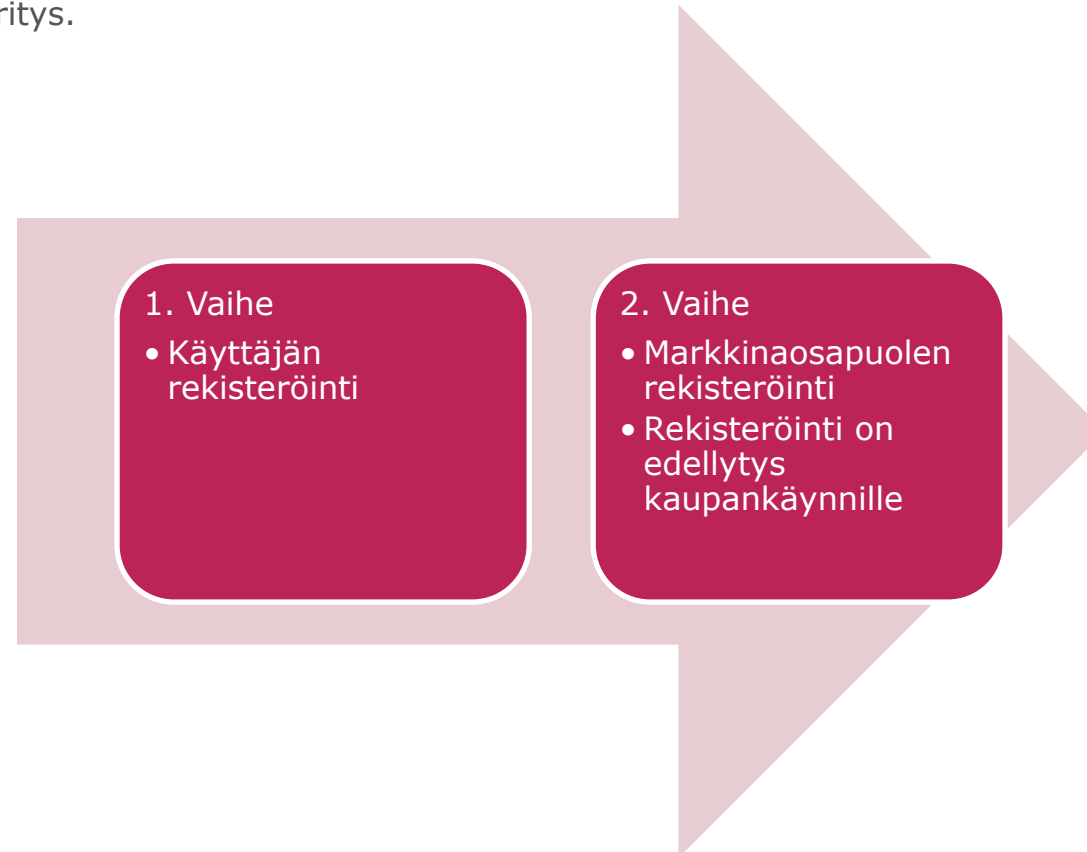 ritys.
1. Vaihe
• Käyttäjän
rekisteröinti
2. Vaihe
• Markkinaosapuolen
rekisteröinti
• Rekisteröinti on
edellytys
kaupankäynnille